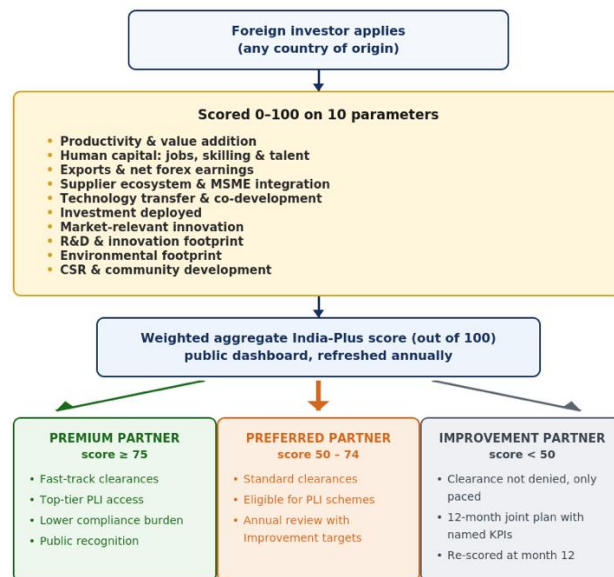 Foreign investor applies
(any country of origin)
Scored 0–100 on 10 parameters
• Productivity & value addition
• Human capital: jobs, skilling & talent
• Exports & net forex earnings
• Supplier ecosystem & MSME integration
• Technology transfer & co-development
• Investment deployed
• Market-relevant innovation
• R&D & innovation footprint
• Environmental footprint
• CSR & community development
Weighted aggregate India-Plus score (out of 100)
public dashboard, refreshed annually
PREMIUM PARTNER
score ≥ 75
• Fast-track clearances
• Top-tier PLI access
• Lower compliance burden
• Public recognition
PREFERRED PARTNER
score 50 – 74
• Standard clearances
• Eligible for PLI schemes
• Annual review with
Improvement targets
IMPROVEMENT PARTNER
score < 50
• Clearance not denied, only
paced
• 12-month joint plan with
named KPIs
• Re-scored at month 12